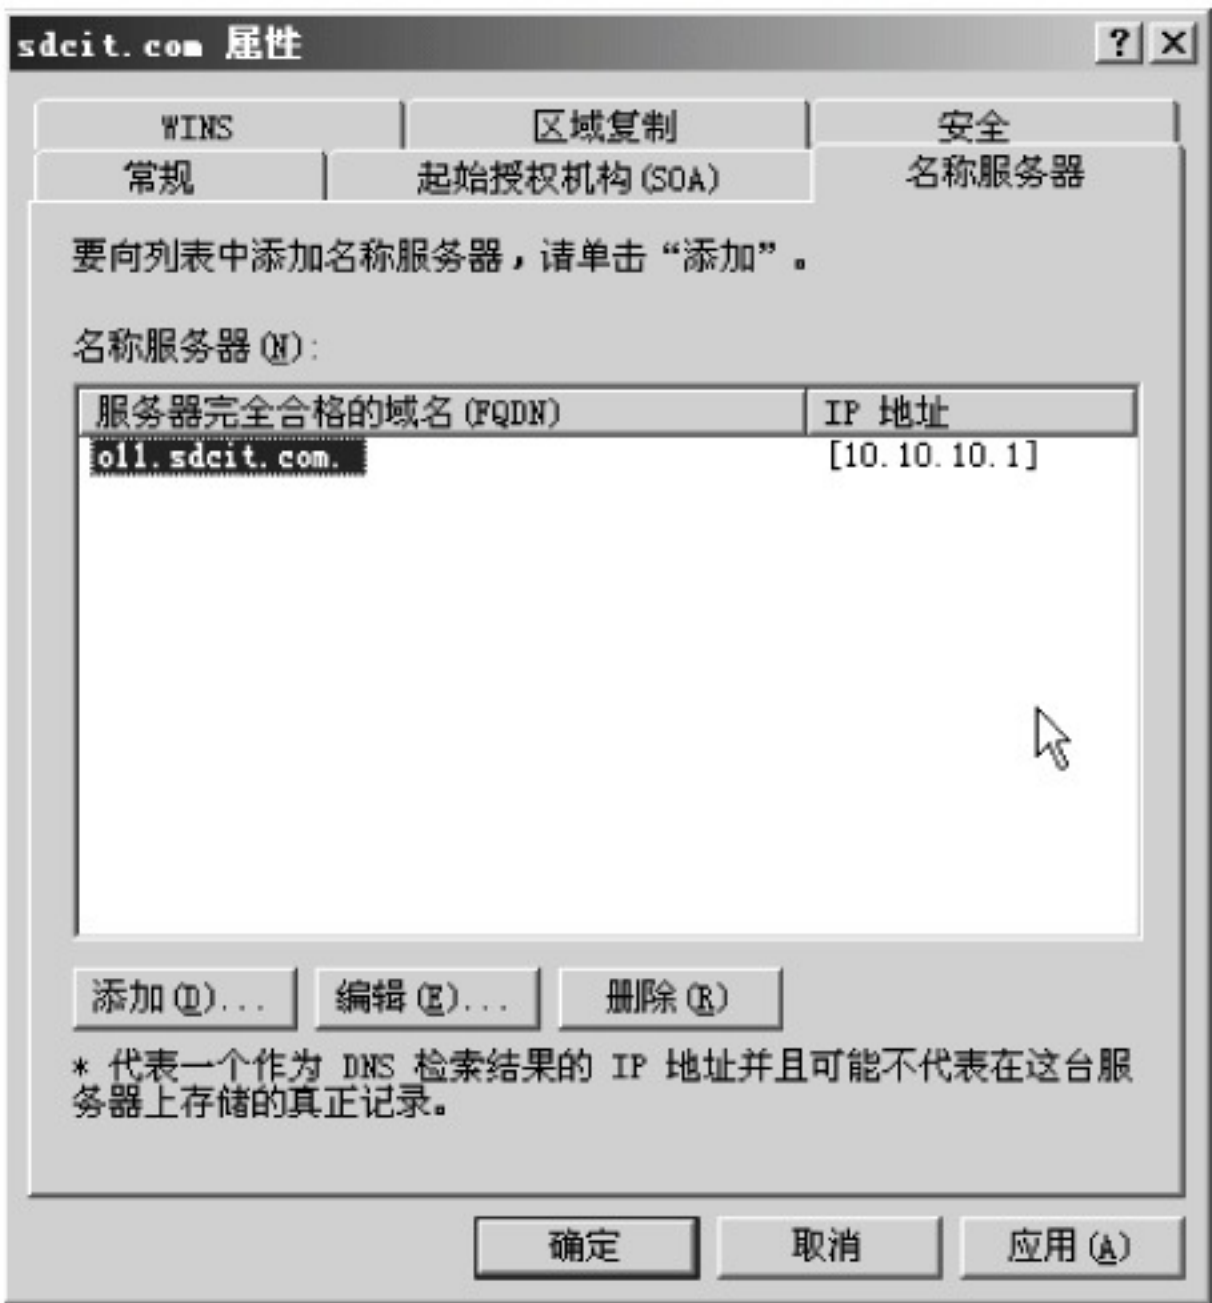 sdcit.com 属性
WINS 区域复制 安全
常规 起始授权机构(SOA) 名称服务器
要向列表中添加名称服务器，请单击“添加”。
名称服务器(N):
服务器完全合格的域名(FQDN) IP 地址
oll.sdcit.com. [10.10.10.1]
添加(D)... 编辑(E)... 删除(R)
* 代表一个作为 DNS 检索结果的 IP 地址并且可能不代表在这台服
务器上存储的真正记录。
确定 取消 应用(A)